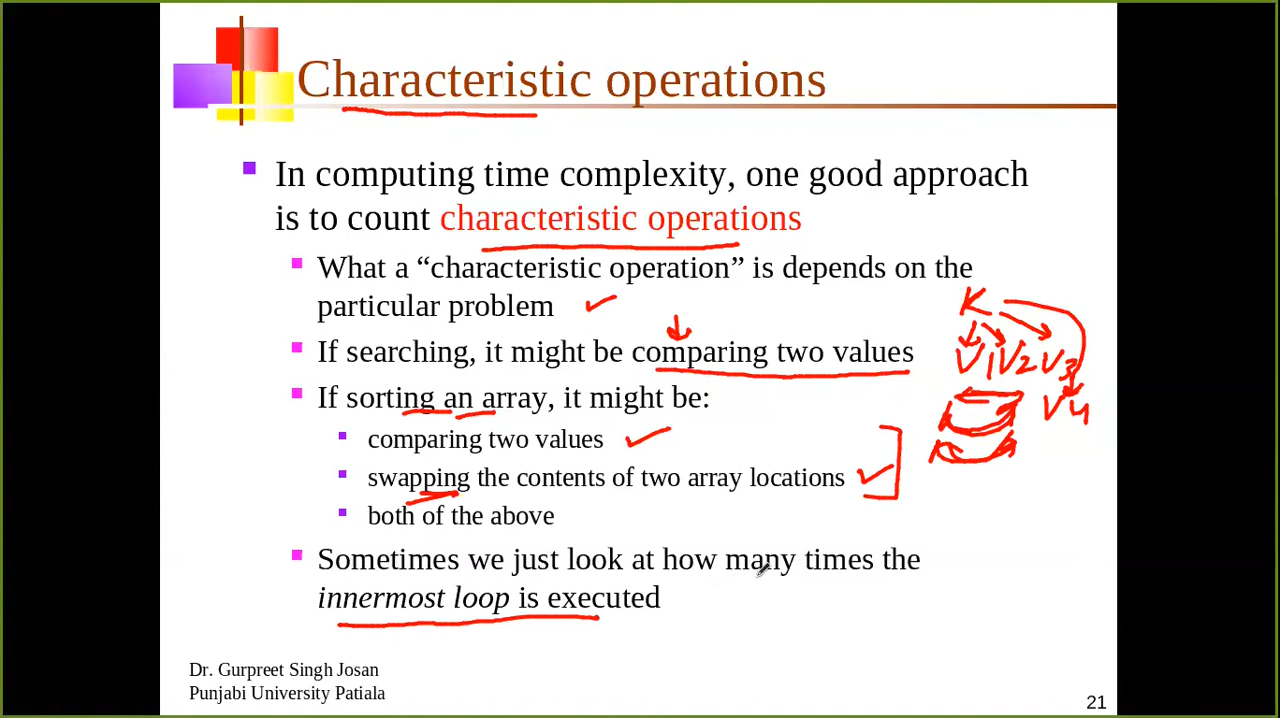 Characteristic operations
In computing time complexity, one good approach
is to count characteristic operations
What a “characteristic operation” is depends on the
particular problem
K
If searching, it might be comparing two values
V1 V2 V3
If sorting an array, it might be:
V4
comparing two values
swapping the contents of two array locations
both of the above
Sometimes we just look at how many times the
innermost loop is executed
Dr. Gurpreet Singh Josan
Punjabi University Patiala
21